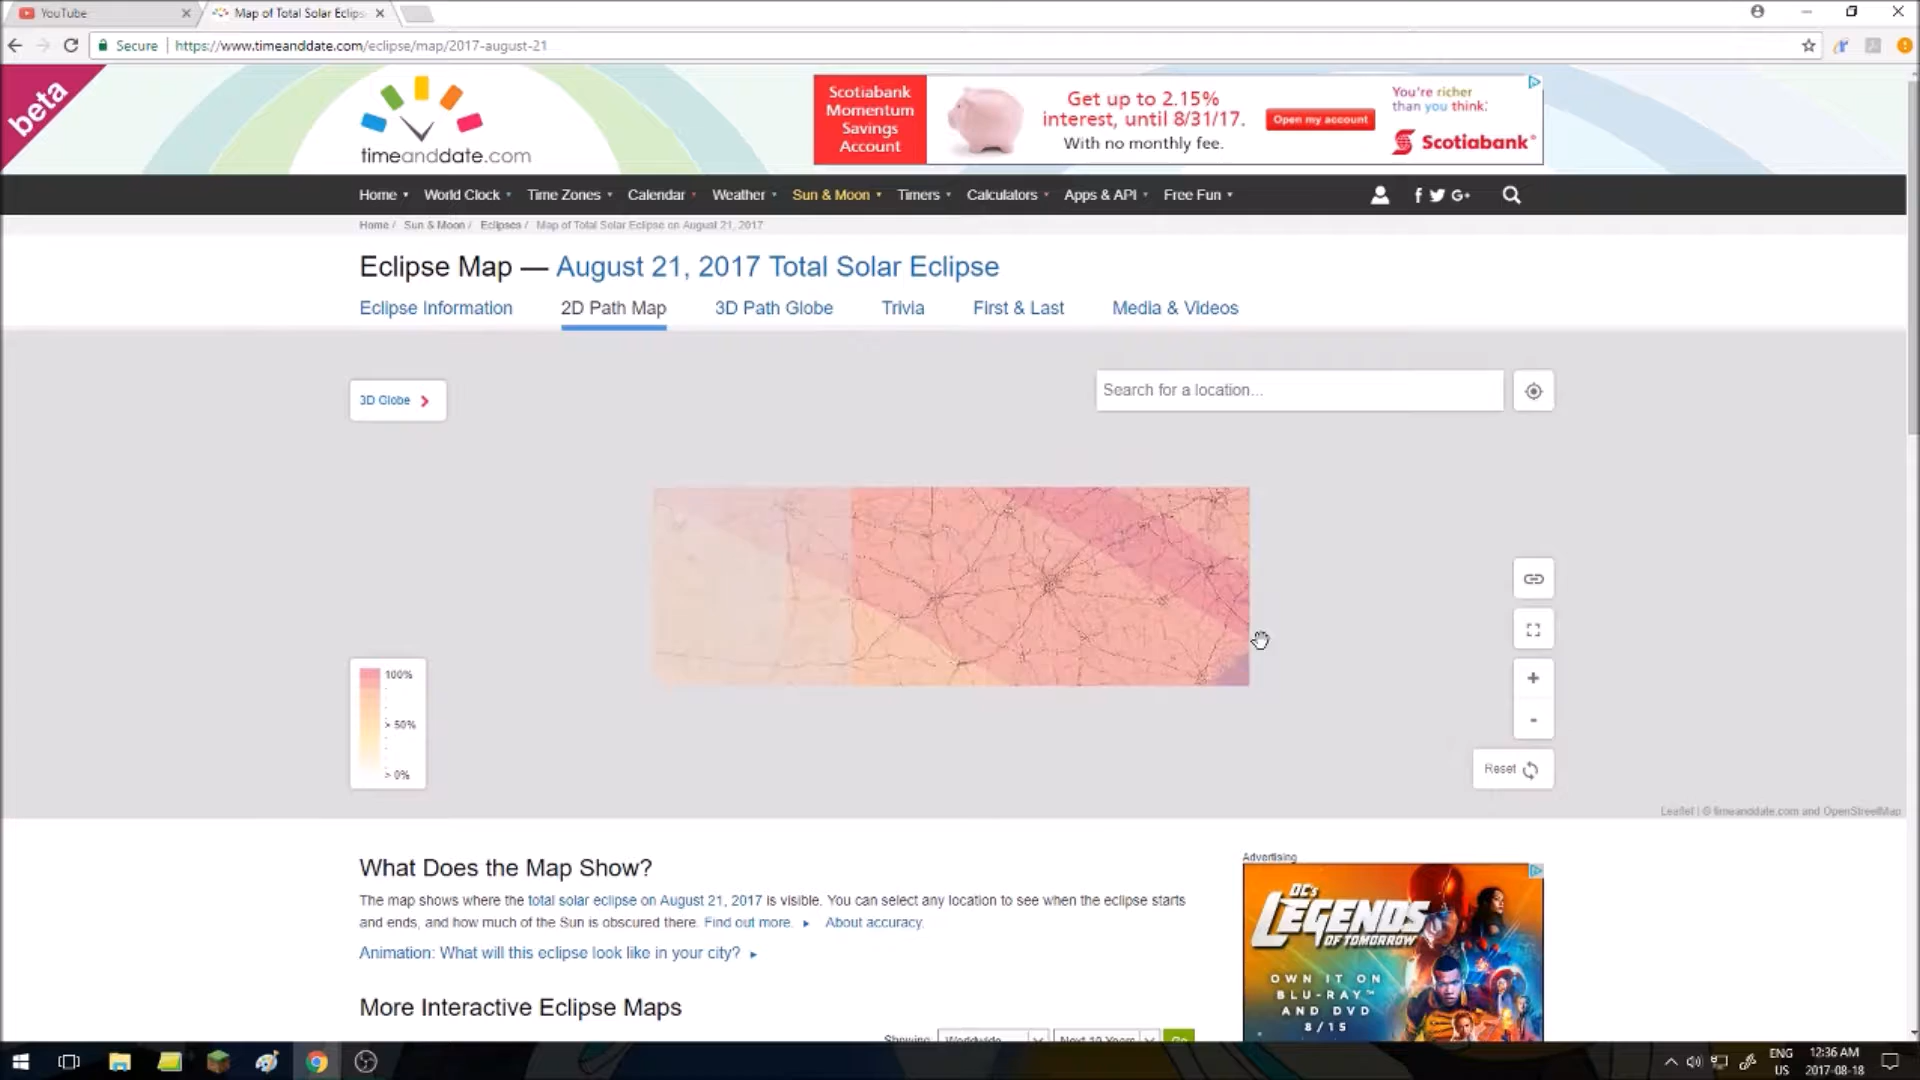 YouTube
Map of Total Solar Eclips
Secure
https://www.timeanddate.com/eclipse/map/2017-august-21
beta
timeanddate.com
Scotiabank
Momentum
Savings
Account
Get up to 2.15%
interest, until 8/31/17.
With no monthly fee.
Open my account
You're richer
than you think.
Scotiabank
Home
World Clock
Time Zones
Calendar
Weather
Sun & Moon
Timers
Calculators
Apps & API
Free Fun
Home / Sun & Moon / Eclipses / Map of Total Solar Eclipse on August 21, 2017
Eclipse Map — August 21, 2017 Total Solar Eclipse
Eclipse Information
2D Path Map
3D Path Globe
Trivia
First & Last
Media & Videos
3D Globe
Search for a location...
100%
> 50%
> 0%
+
-
Reset
Leaflet | © timeanddate.com and OpenStreetMap
What Does the Map Show?
The map shows where the total solar eclipse on August 21, 2017 is visible. You can select any location to see when the eclipse starts
and ends, and how much of the Sun is obscured there. Find out more. About accuracy.
Animation: What will this eclipse look like in your city?
More Interactive Eclipse Maps
Showing: Worldwide Next 10 Years Go
Advertising
DC's
LEGENDS
OF TOMORROW
OWN IT ON
BLU-RAY™
AND DVD
8/15
ENG
US
12:36 AM
2017-08-18